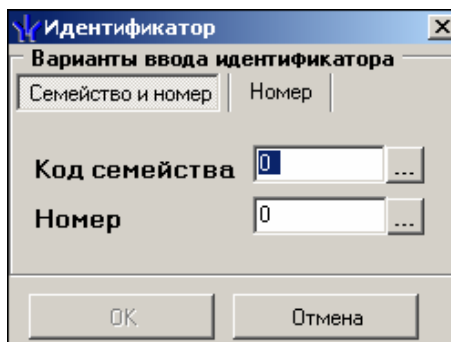 Идентификатор
Варианты ввода идентификатора
Семейство и номер Номер
Код семейства 0 ...
Номер 0 ...
OK Отмена